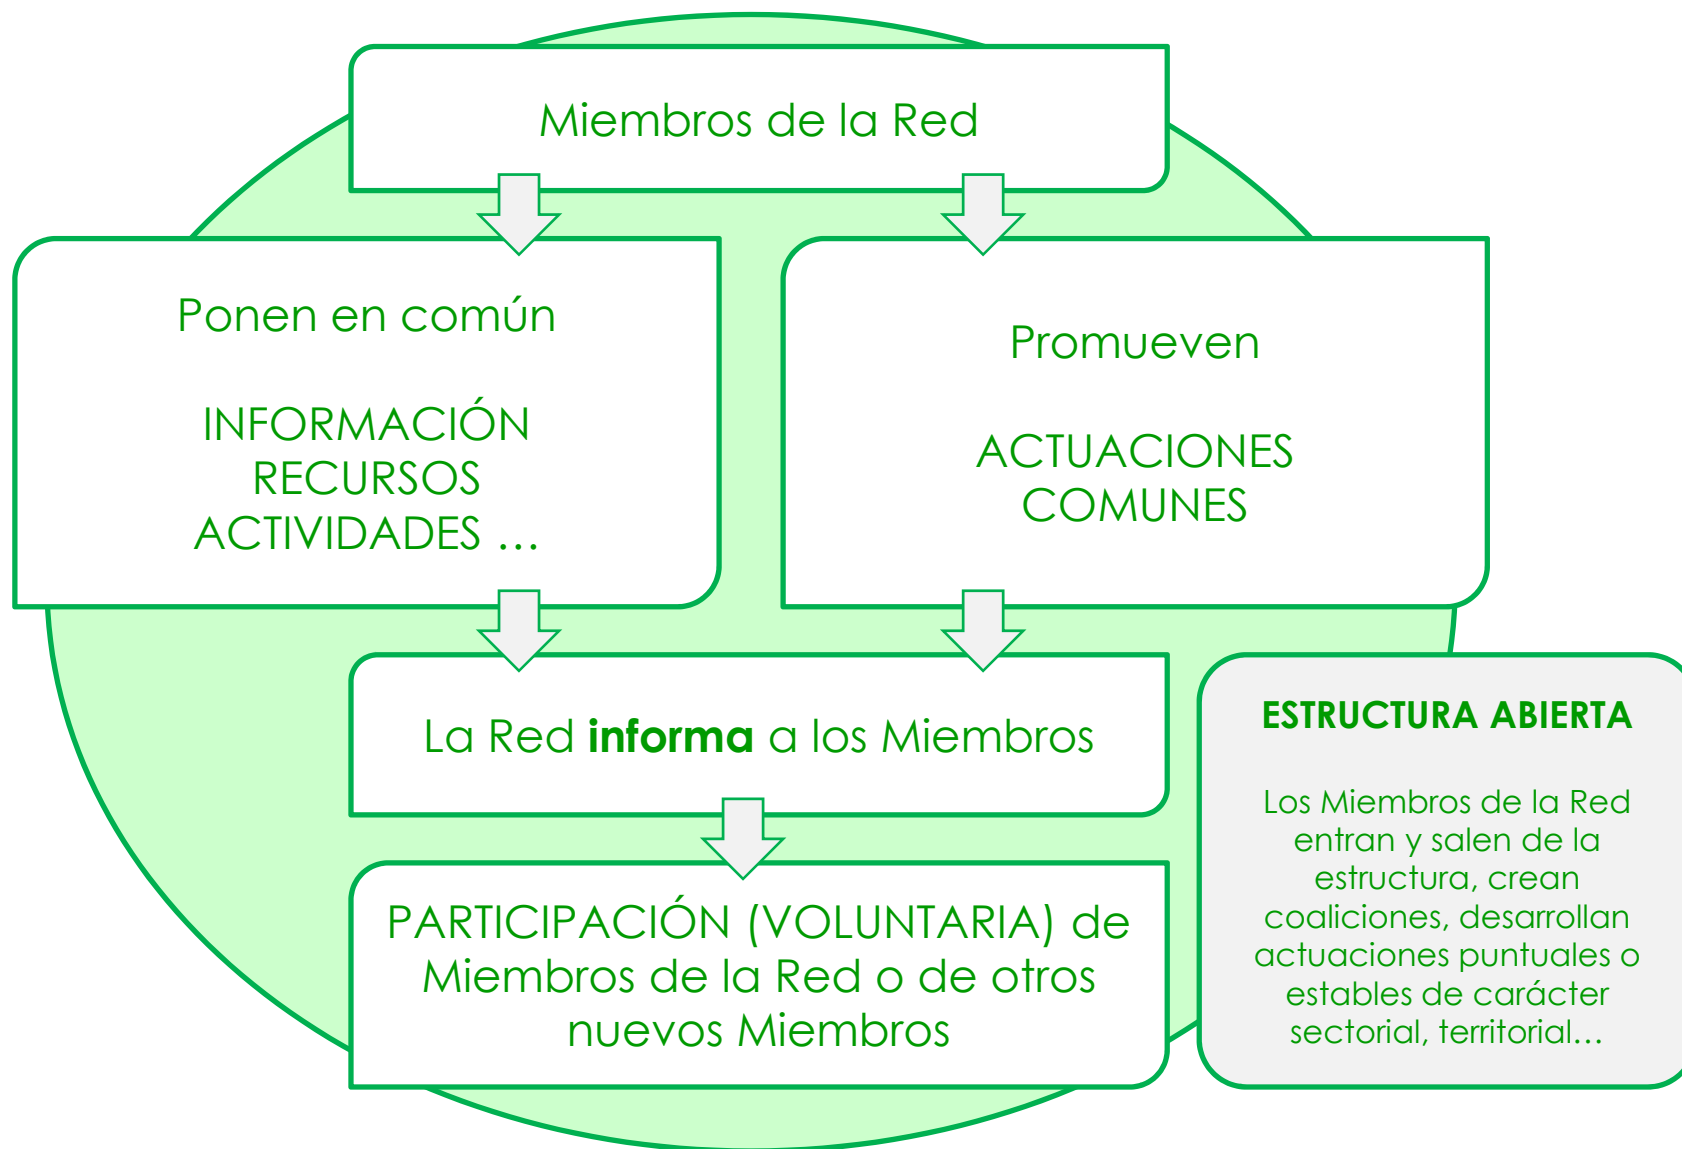 Miembros de la Red
Ponen en común
INFORMACIÓN
RECURSOS
ACTIVIDADES …
Promueven
ACTUACIONES
COMUNES
La Red informa a los Miembros
PARTICIPACIÓN (VOLUNTARIA) de
Miembros de la Red o de otros
nuevos Miembros
ESTRUCTURA ABIERTA
Los Miembros de la Red
entran y salen de la
estructura, crean
coaliciones, desarrollan
actuaciones puntuales o
estables de carácter
sectorial, territorial…